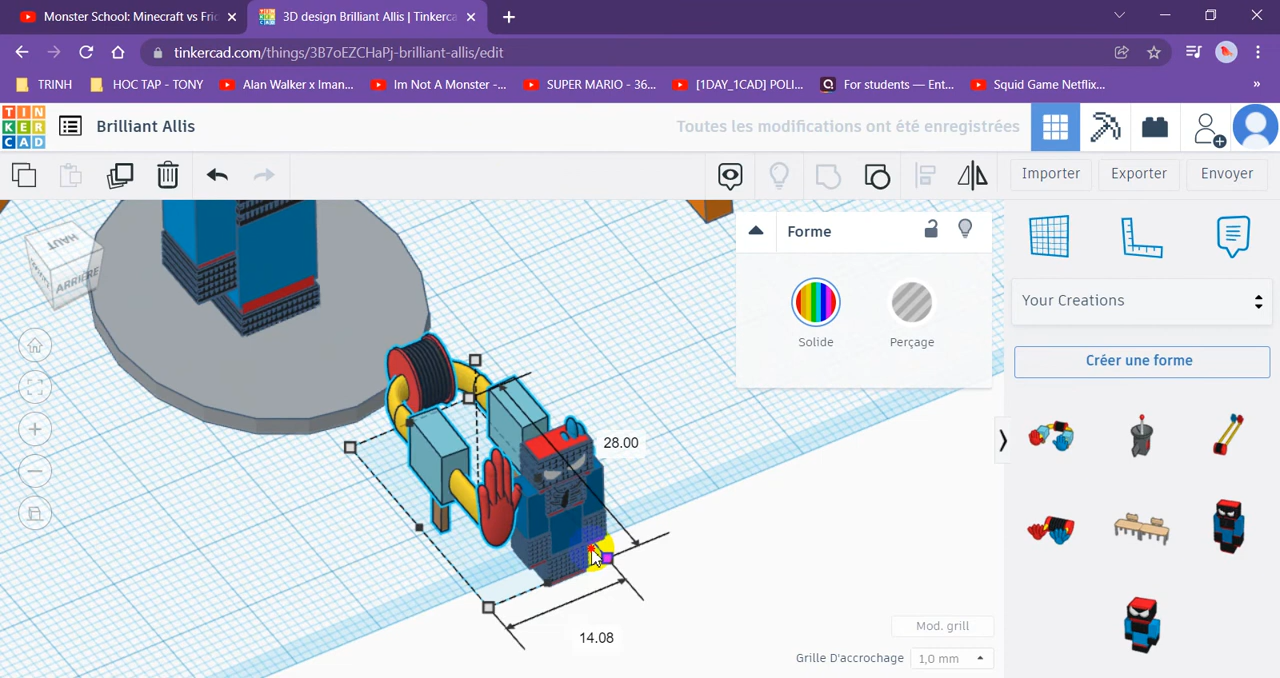 Monster School: Minecraft vs Fric
3D design Brilliant Allis | Tinkerca
tinkercad.com/things/3B7oEZCHaPj-brilliant-allis/edit
TRINH
HOC TAP - TONY
Alan Walker x Iman...
Im Not A Monster -...
SUPER MARIO - 36...
[1DAY_1CAD] POLI...
For students — Ent...
Squid Game Netflix...
»
TIN
KER
CAD
Brilliant Allis
Toutes les modifications ont été enregistrées
Importer
Exporter
Envoyer
HAUT
ARRIÈRE
Forme
Solide
Perçage
Your Creations
Créer une forme
28.00
14.08
Mod. grill
Grille D'accrochage
1,0 mm